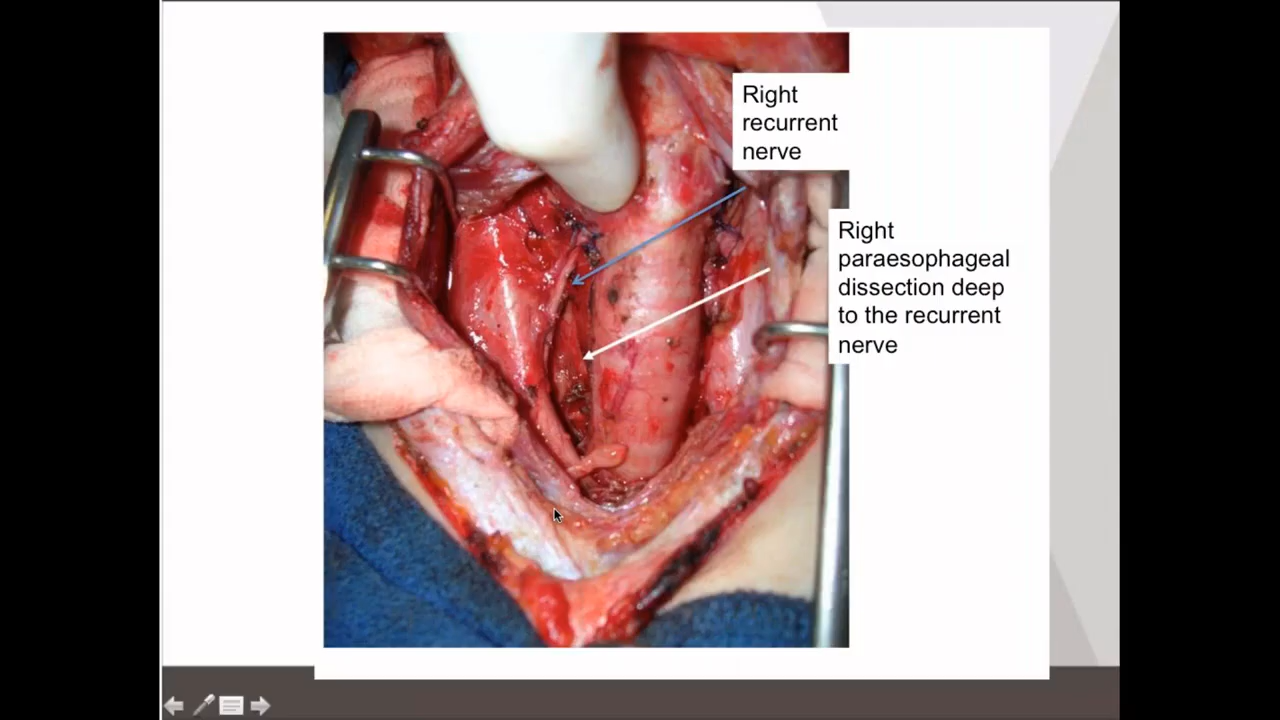 Right
recurrent
nerve
Right
paraesophageal
dissection deep
to the recurrent
nerve